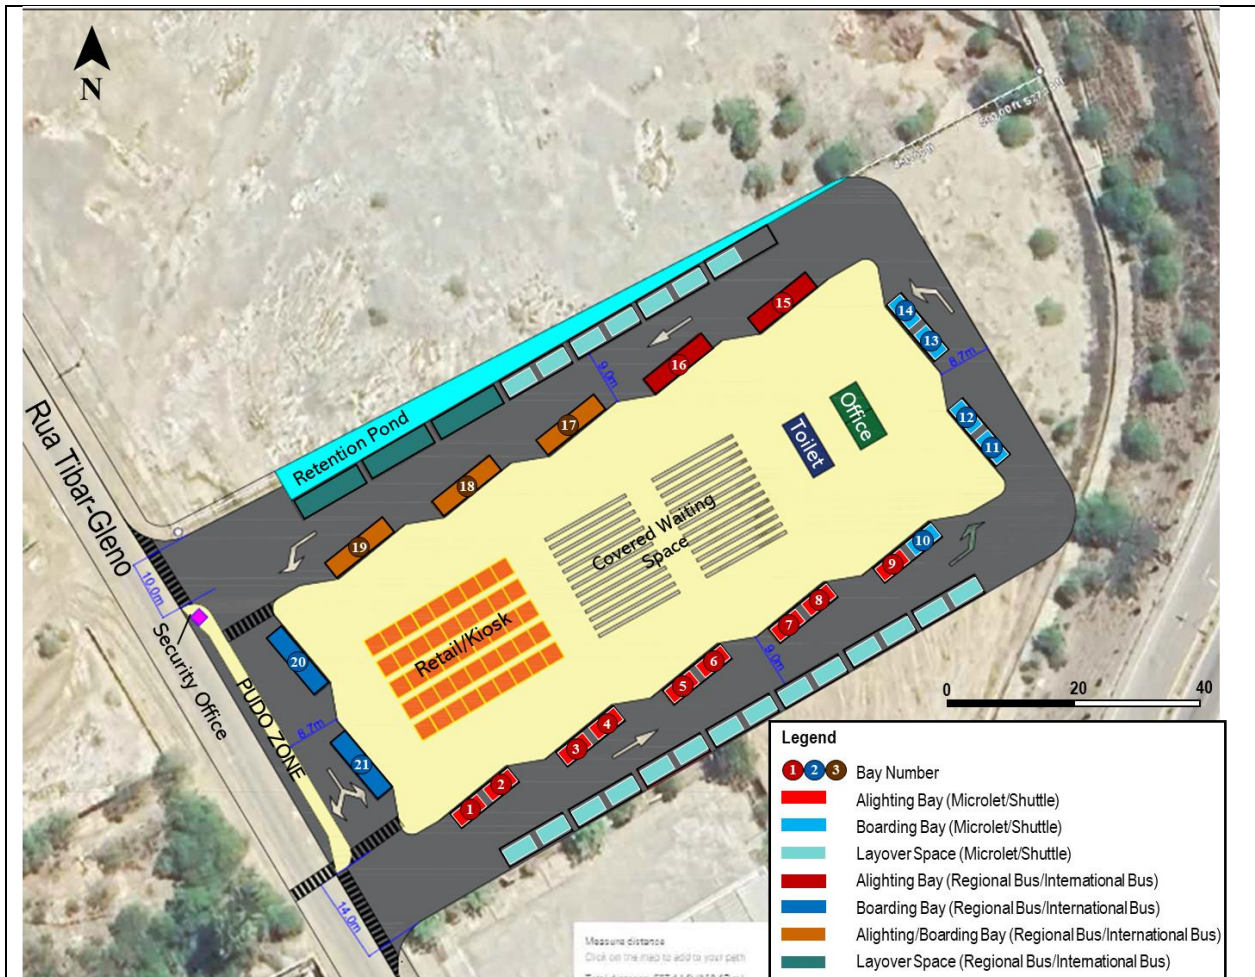 N
15
14
13
16
9.0m
8.7m
Office
Toilet
17
12
11
Retention Pond
18
Covered Waiting
Space
10
9
19
Rua Tibar-Gleno
10.0m
8
7
Retail/Kiosk
Security Office
20
6
5
9.0m
PUDO ZONE
8.7m
4
3
21
2
1
14.0m
0 20 40
Legend
1 2 3 Bay Number
Alighting Bay (Microlet/Shuttle)
Boarding Bay (Microlet/Shuttle)
Layover Space (Microlet/Shuttle)
Alighting Bay (Regional Bus/International Bus)
Boarding Bay (Regional Bus/International Bus)
Alighting/Boarding Bay (Regional Bus/International Bus)
Layover Space (Regional Bus/International Bus)
Measure distance
Click on the map to add to your path